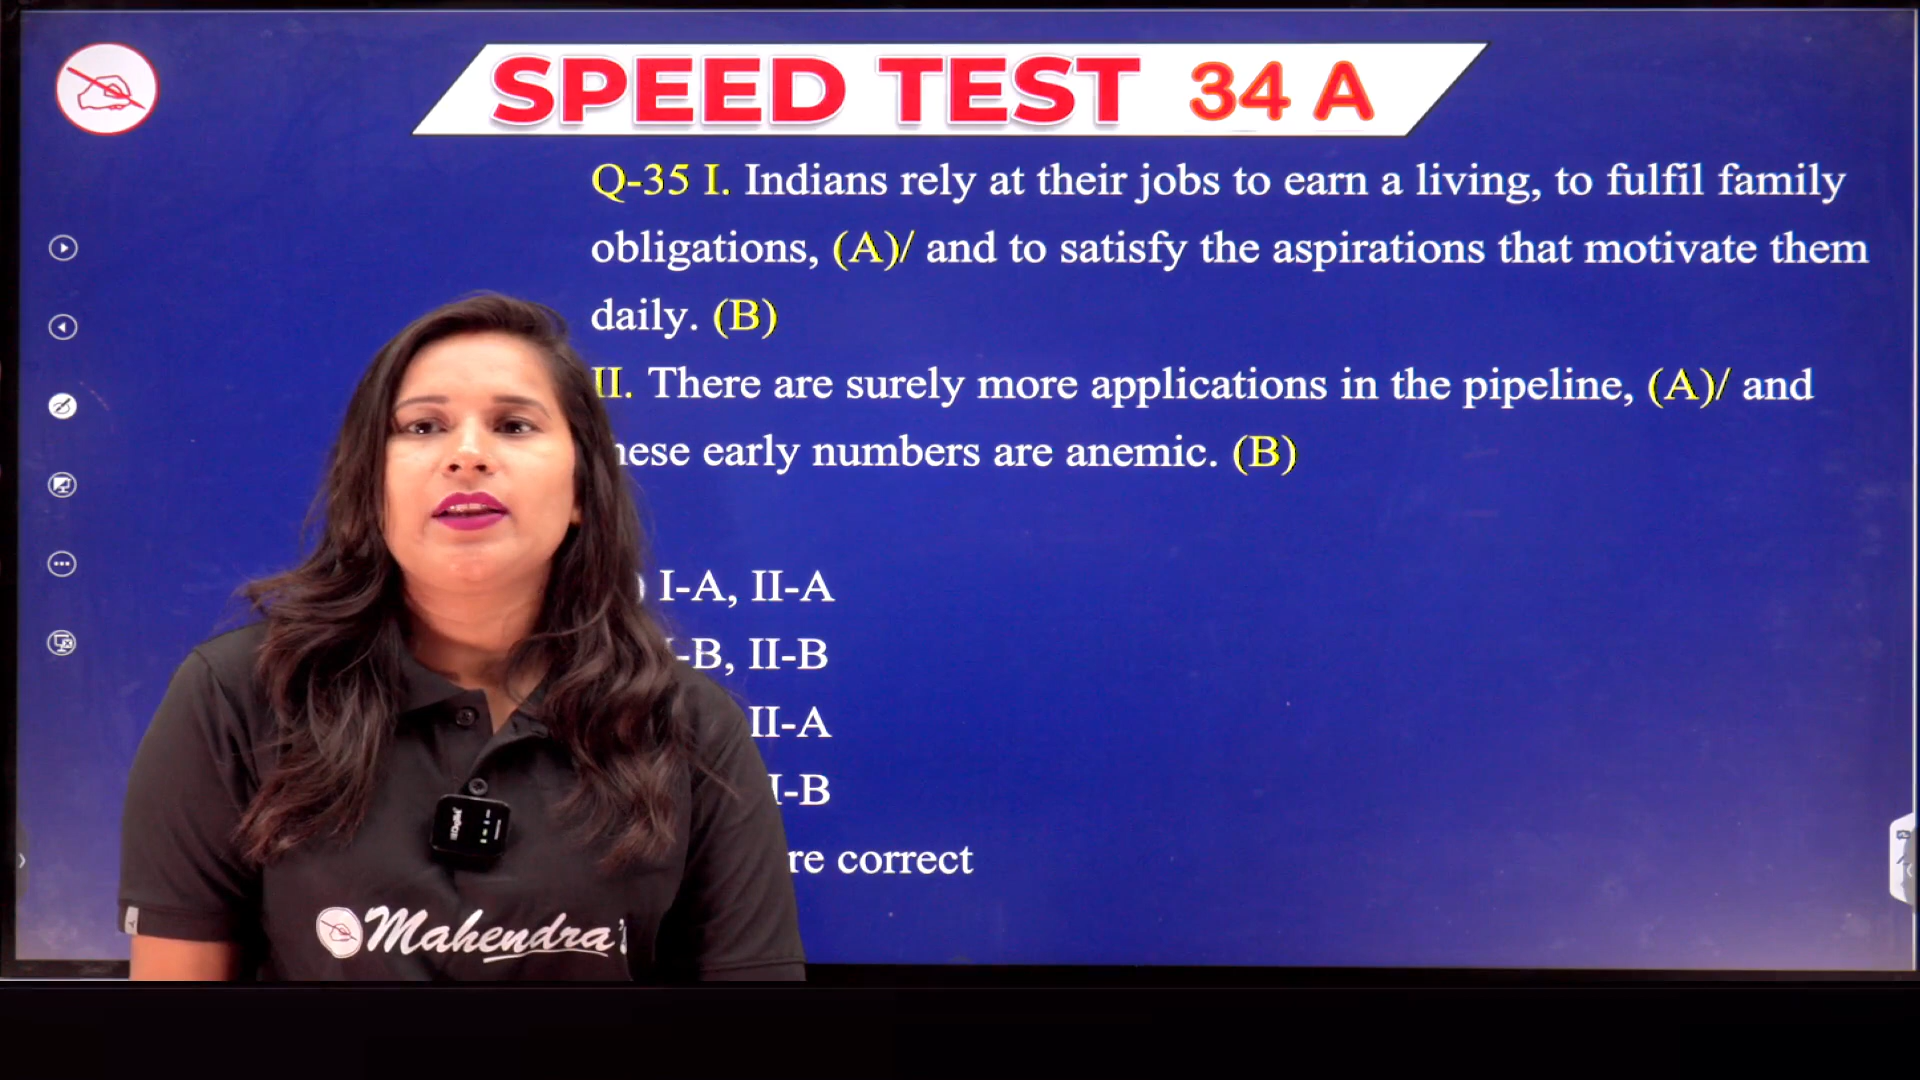 SPEED TEST 34 A
Q-35 I. Indians rely at their jobs to earn a living, to fulfil family
obligations, (A)/ and to satisfy the aspirations that motivate them
daily. (B)
II. There are surely more applications in the pipeline, (A)/ and
early numbers are anemic. (B)
I-A, II-A
-B, II-B
II-A
I-B
correct
Mahendra's